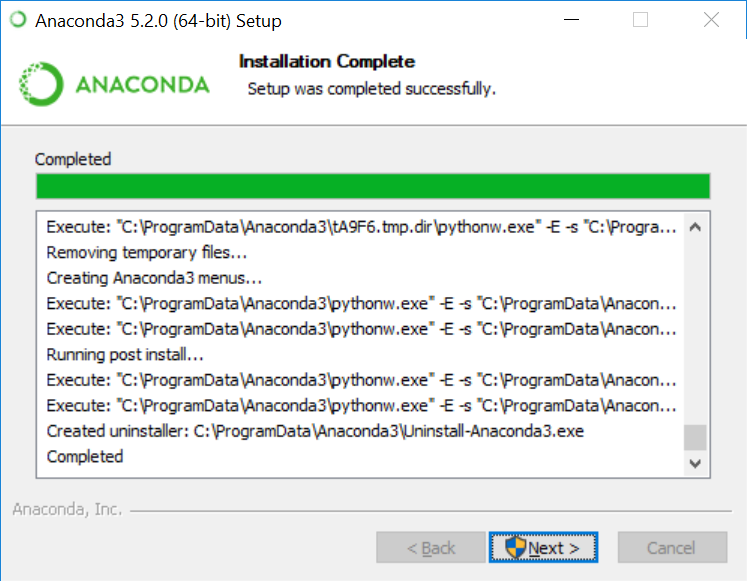 Anaconda3 5.2.0 (64-bit) Setup
ANACONDA
Installation Complete
Setup was completed successfully.
Completed
Execute: "C:\ProgramData\Anaconda3\tA9F6.tmp.dir\pythonw.exe" -E -s "C:\Progra...
Removing temporary files...
Creating Anaconda3 menus...
Execute: "C:\ProgramData\Anaconda3\pythonw.exe" -E -s "C:\ProgramData\Anacon...
Execute: "C:\ProgramData\Anaconda3\pythonw.exe" -E -s "C:\ProgramData\Anacon...
Running post install...
Execute: "C:\ProgramData\Anaconda3\pythonw.exe" -E -s "C:\ProgramData\Anacon...
Execute: "C:\ProgramData\Anaconda3\pythonw.exe" -E -s "C:\ProgramData\Anacon...
Created uninstaller: C:\ProgramData\Anaconda3\Uninstall-Anaconda3.exe
Completed
Anaconda, Inc.
< Back
Next >
Cancel